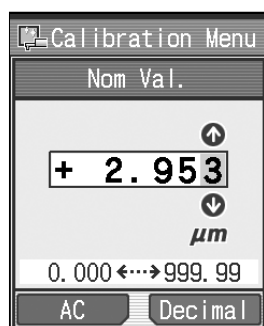 Calibration Menu
Nom Val.
+ 2.953
µm
0.000 ←···→ 999.99
AC Decimal